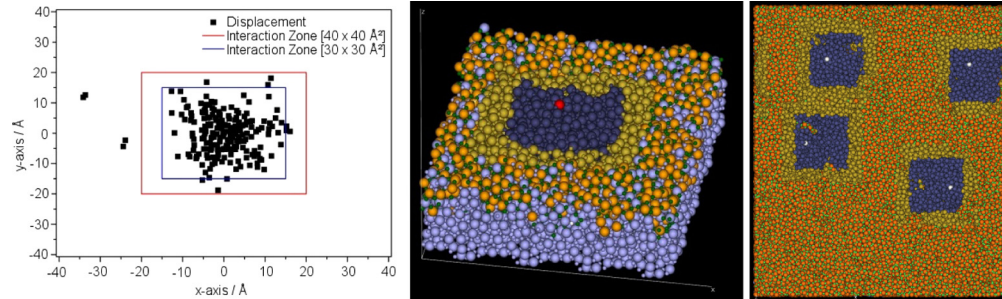 Displacement
Interaction Zone [40 x 40 Å²]
Interaction Zone [30 x 30 Å²]
40
30
20
10
0
-10
-20
-30
-40
y-axis / Å
-40 -30 -20 -10 0 10 20 30 40
x-axis / Å
z
x